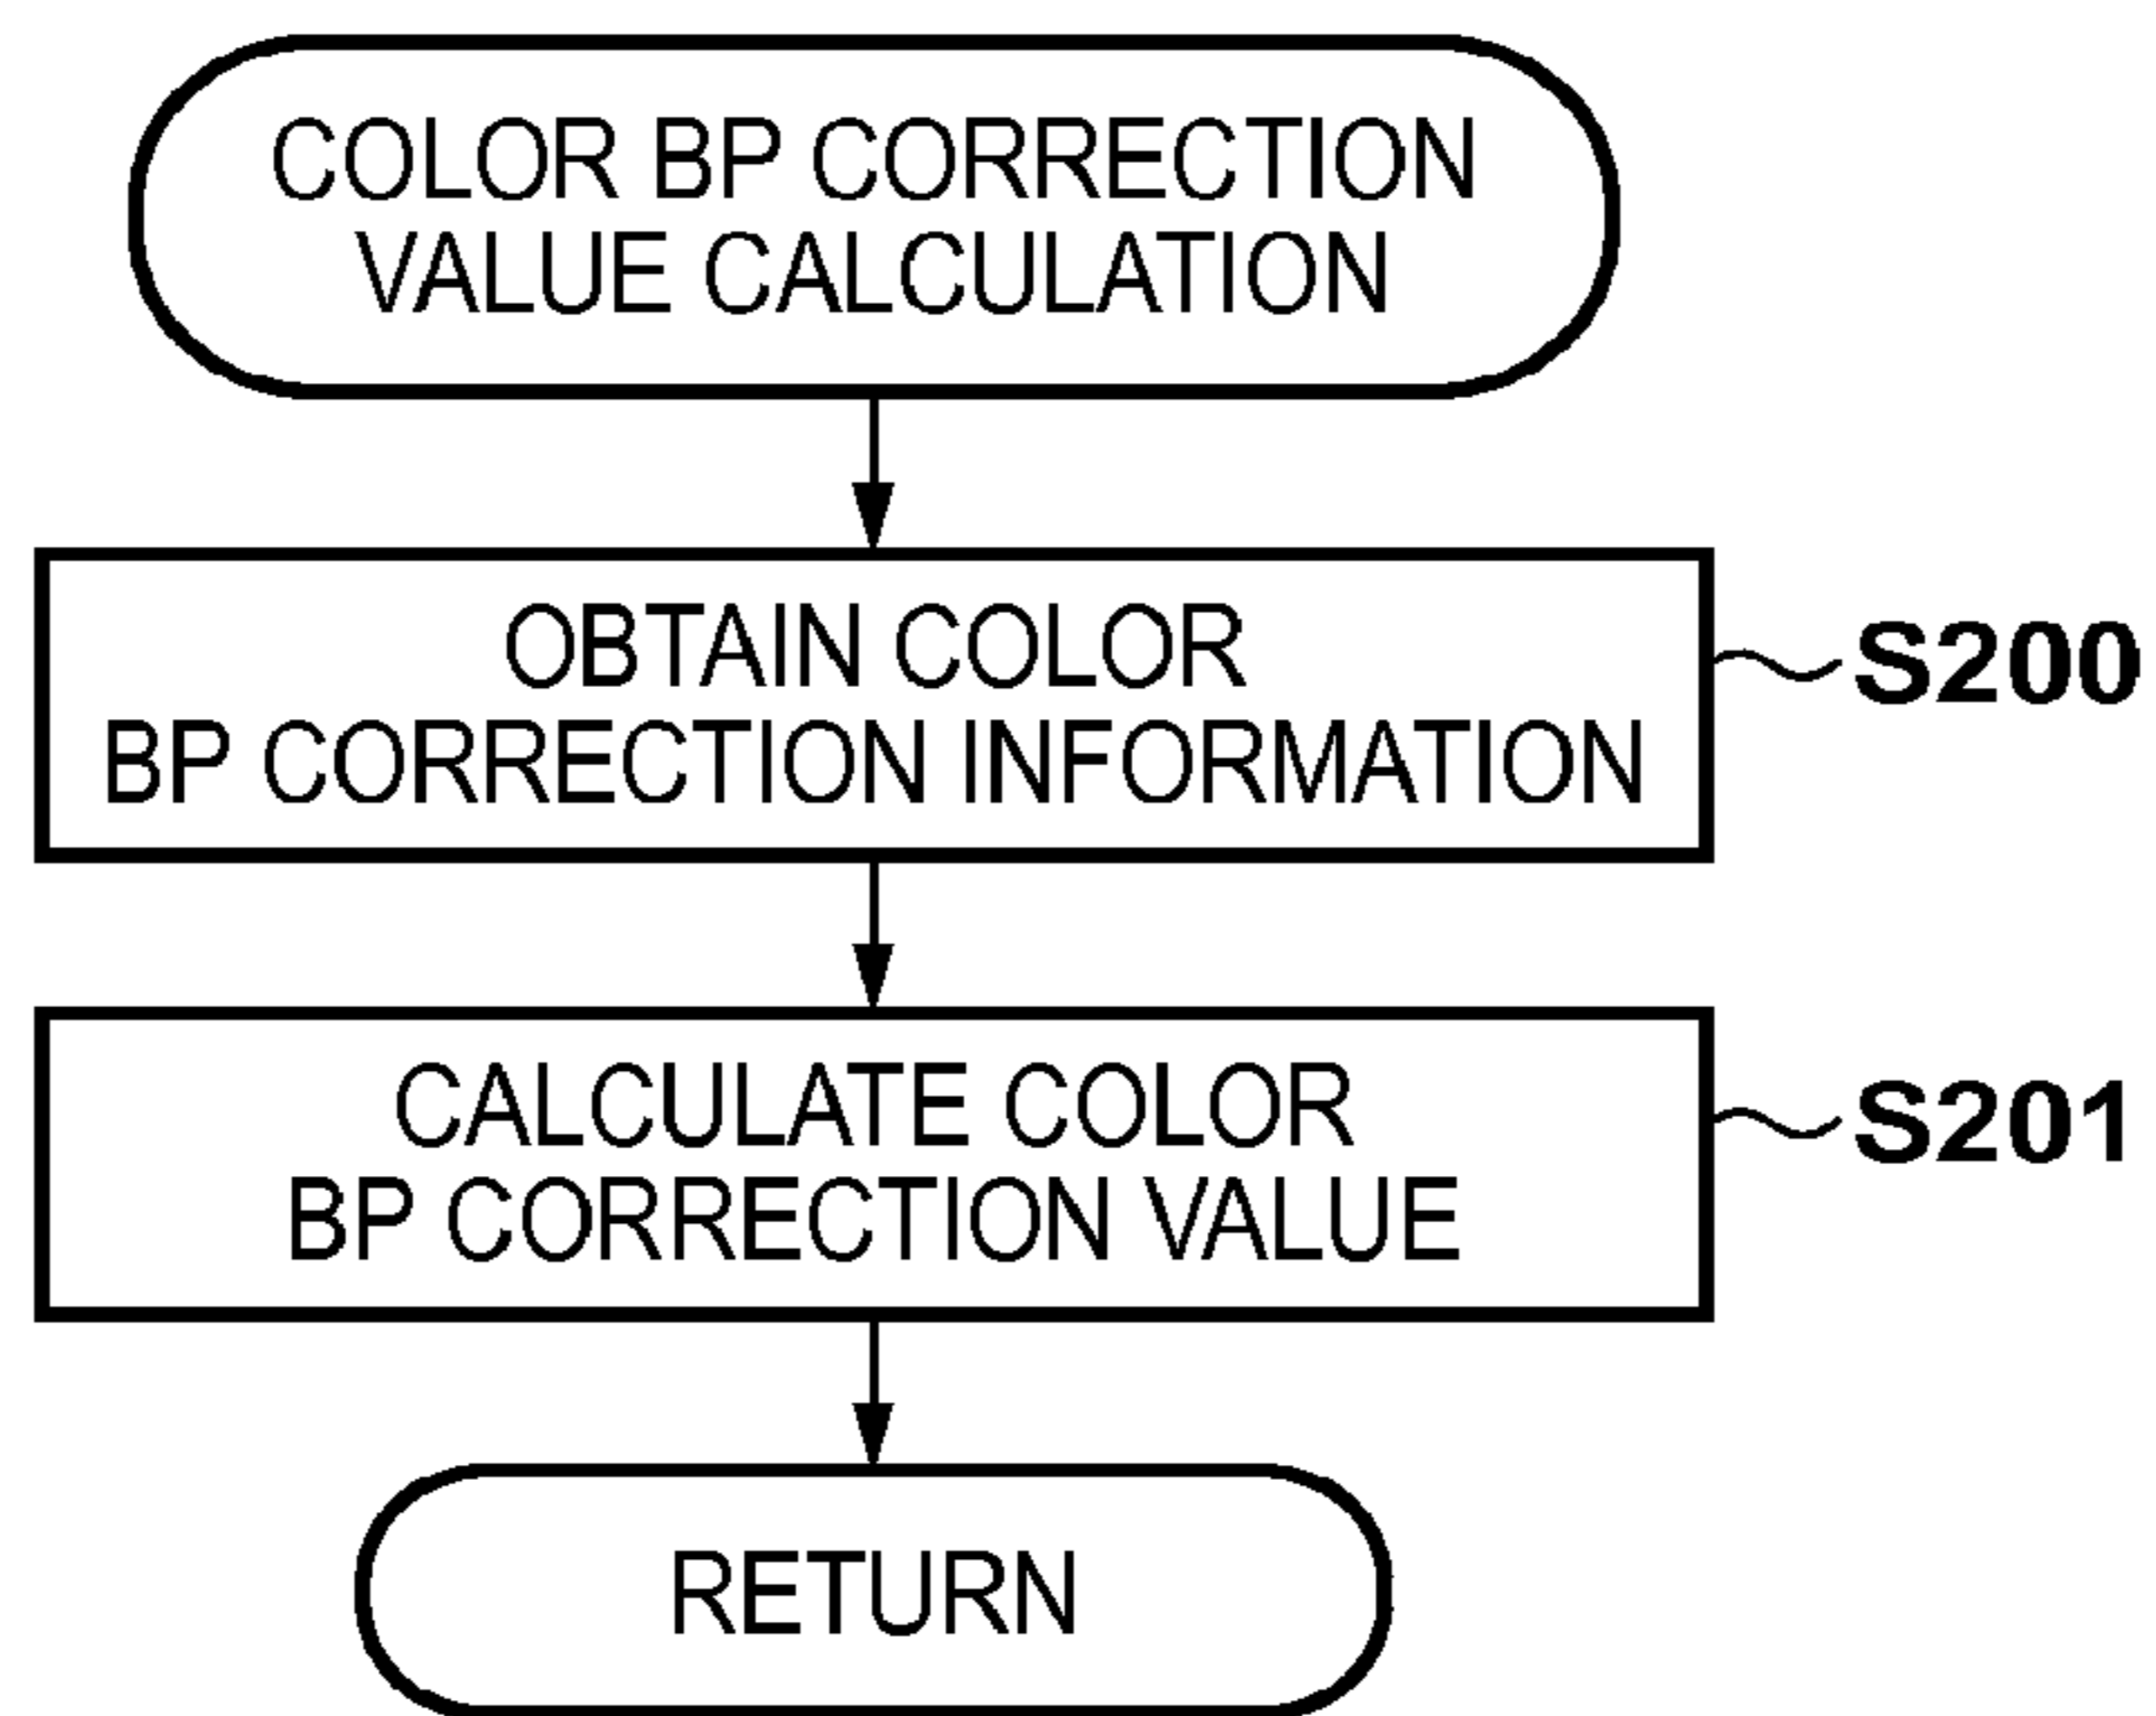 COLOR BP CORRECTION
VALUE CALCULATION
OBTAIN COLOR
BP CORRECTION INFORMATION
S200
CALCULATE COLOR
BP CORRECTION VALUE
S201
RETURN